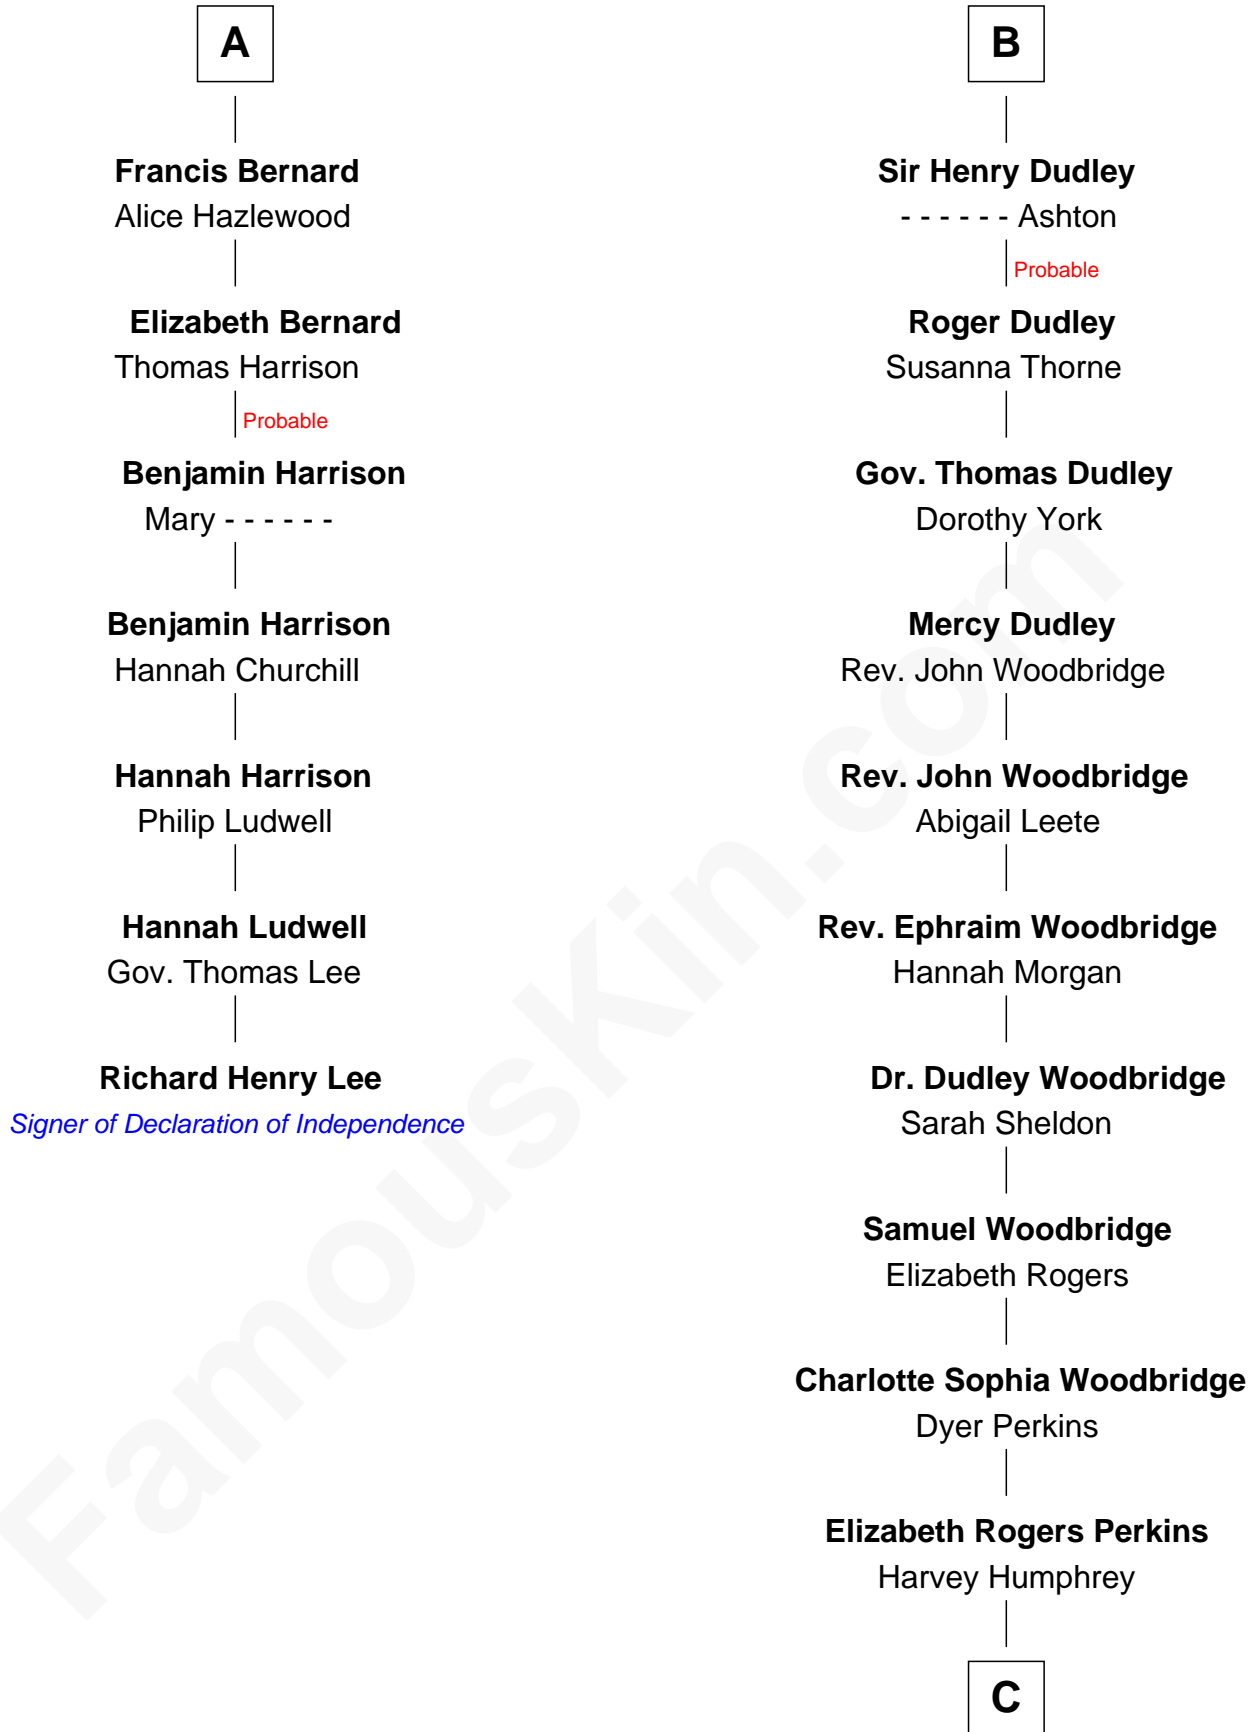 A
Francis Bernard
Alice Hazlewood
Elizabeth Bernard
Thomas Harrison
Probable
Benjamin Harrison
Mary - - - - - -
Benjamin Harrison
Hannah Churchill
Hannah Harrison
Philip Ludwell
Hannah Ludwell
Gov. Thomas Lee
Richard Henry Lee
Signer of Declaration of Independence
B
Sir Henry Dudley
- - - - - - Ashton
Probable
Roger Dudley
Susanna Thorne
Gov. Thomas Dudley
Dorothy York
Mercy Dudley
Rev. John Woodbridge
Rev. John Woodbridge
Abigail Leete
Rev. Ephraim Woodbridge
Hannah Morgan
Dr. Dudley Woodbridge
Sarah Sheldon
Samuel Woodbridge
Elizabeth Rogers
Charlotte Sophia Woodbridge
Dyer Perkins
Elizabeth Rogers Perkins
Harvey Humphrey
C
FamousKin.com